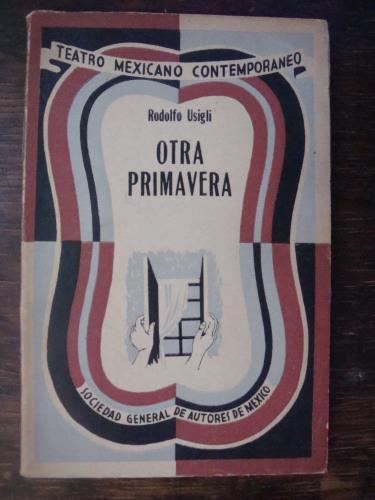 TEATRO MEXICANO CONTEMPORANEO
Rodolfo Usigli
OTRA
PRIMAVERA
SOCIEDAD GENERAL DE AUTORES DE MEXICO